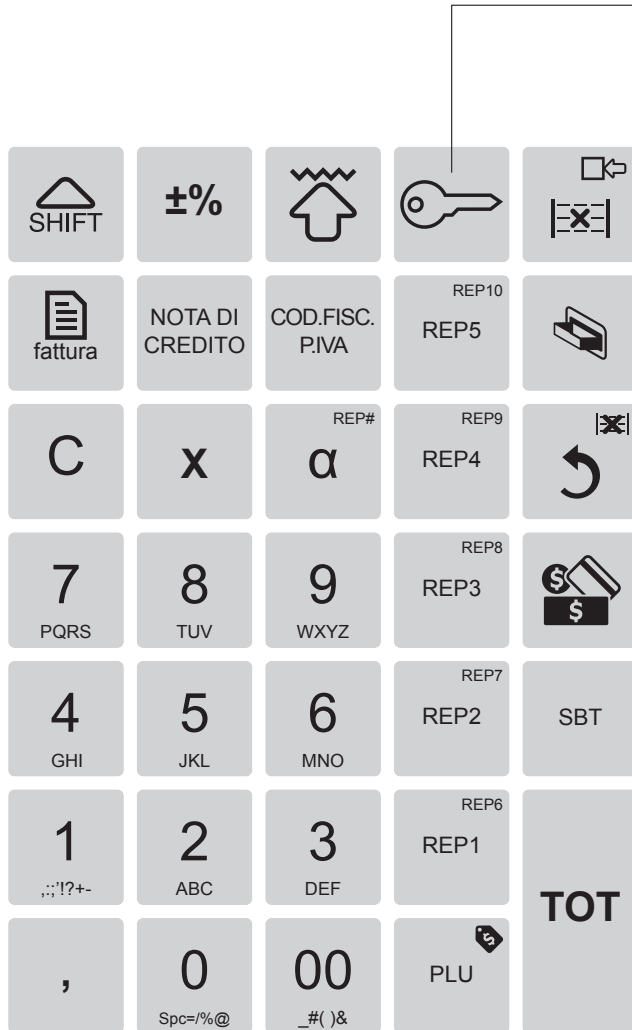 SHIFT
±%
fattura
NOTA DI
CREDITO
COD.FISC.
P.IVA
REP10
REP5
C
x
REP#
α
REP9
REP4
7
PQRS
8
TUV
9
WXYZ
REP8
REP3
$
$
4
GHI
5
JKL
6
MNO
REP7
REP2
SBT
1
,:;'!?+-
2
ABC
3
DEF
REP6
REP1
TOT
,
0
Spc=/%@
00
_#( )&
$
PLU